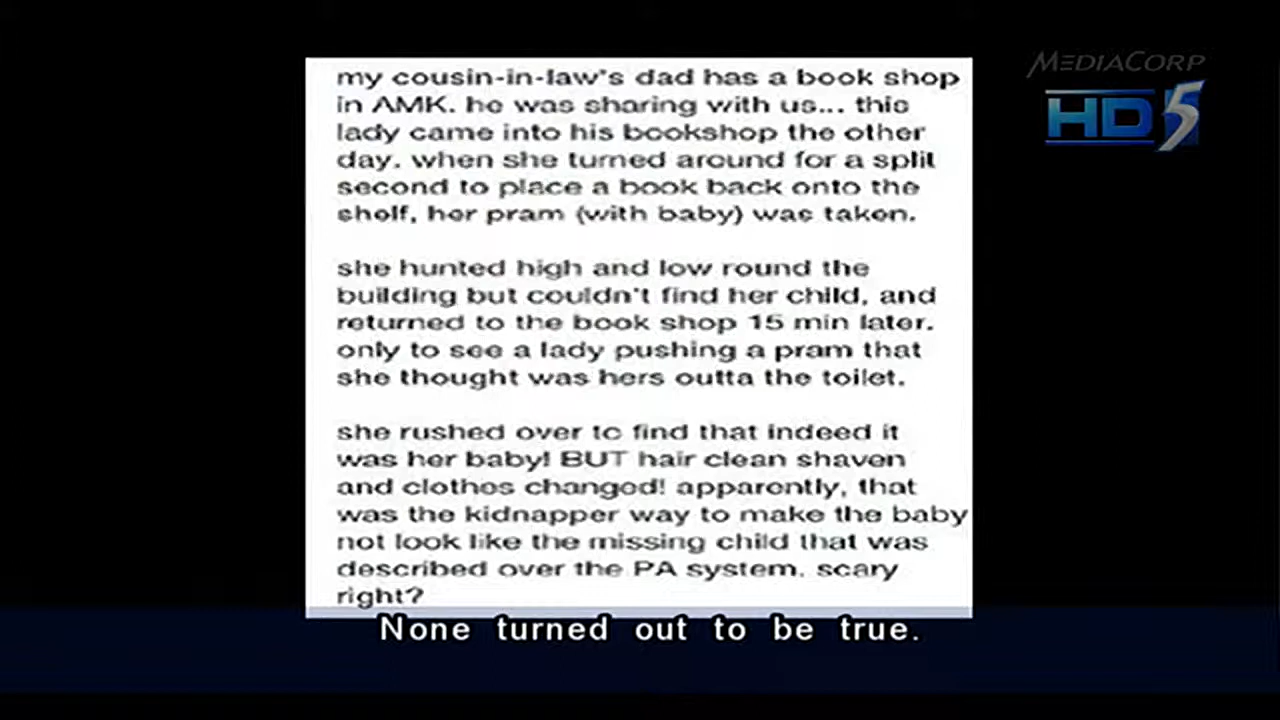 my cousin-in-law's dad has a book shop
in AMK. he was sharing with us... this
lady came into his bookshop the other
day. when she turned around for a split
second to place a book back onto the
shelf, her pram (with baby) was taken.
she hunted high and low round the
building but couldn't find her child, and
returned to the book shop 15 min later.
only to see a lady pushing a pram that
she thought was hers outta the toilet.
she rushed over to find that indeed it
was her baby! BUT hair clean shaven
and clothes changed! apparently, that
was the kidnapper way to make the baby
not look like the missing child that was
described over the PA system. scary
right?
None turned out to be true.
MEDIACORP
HD5